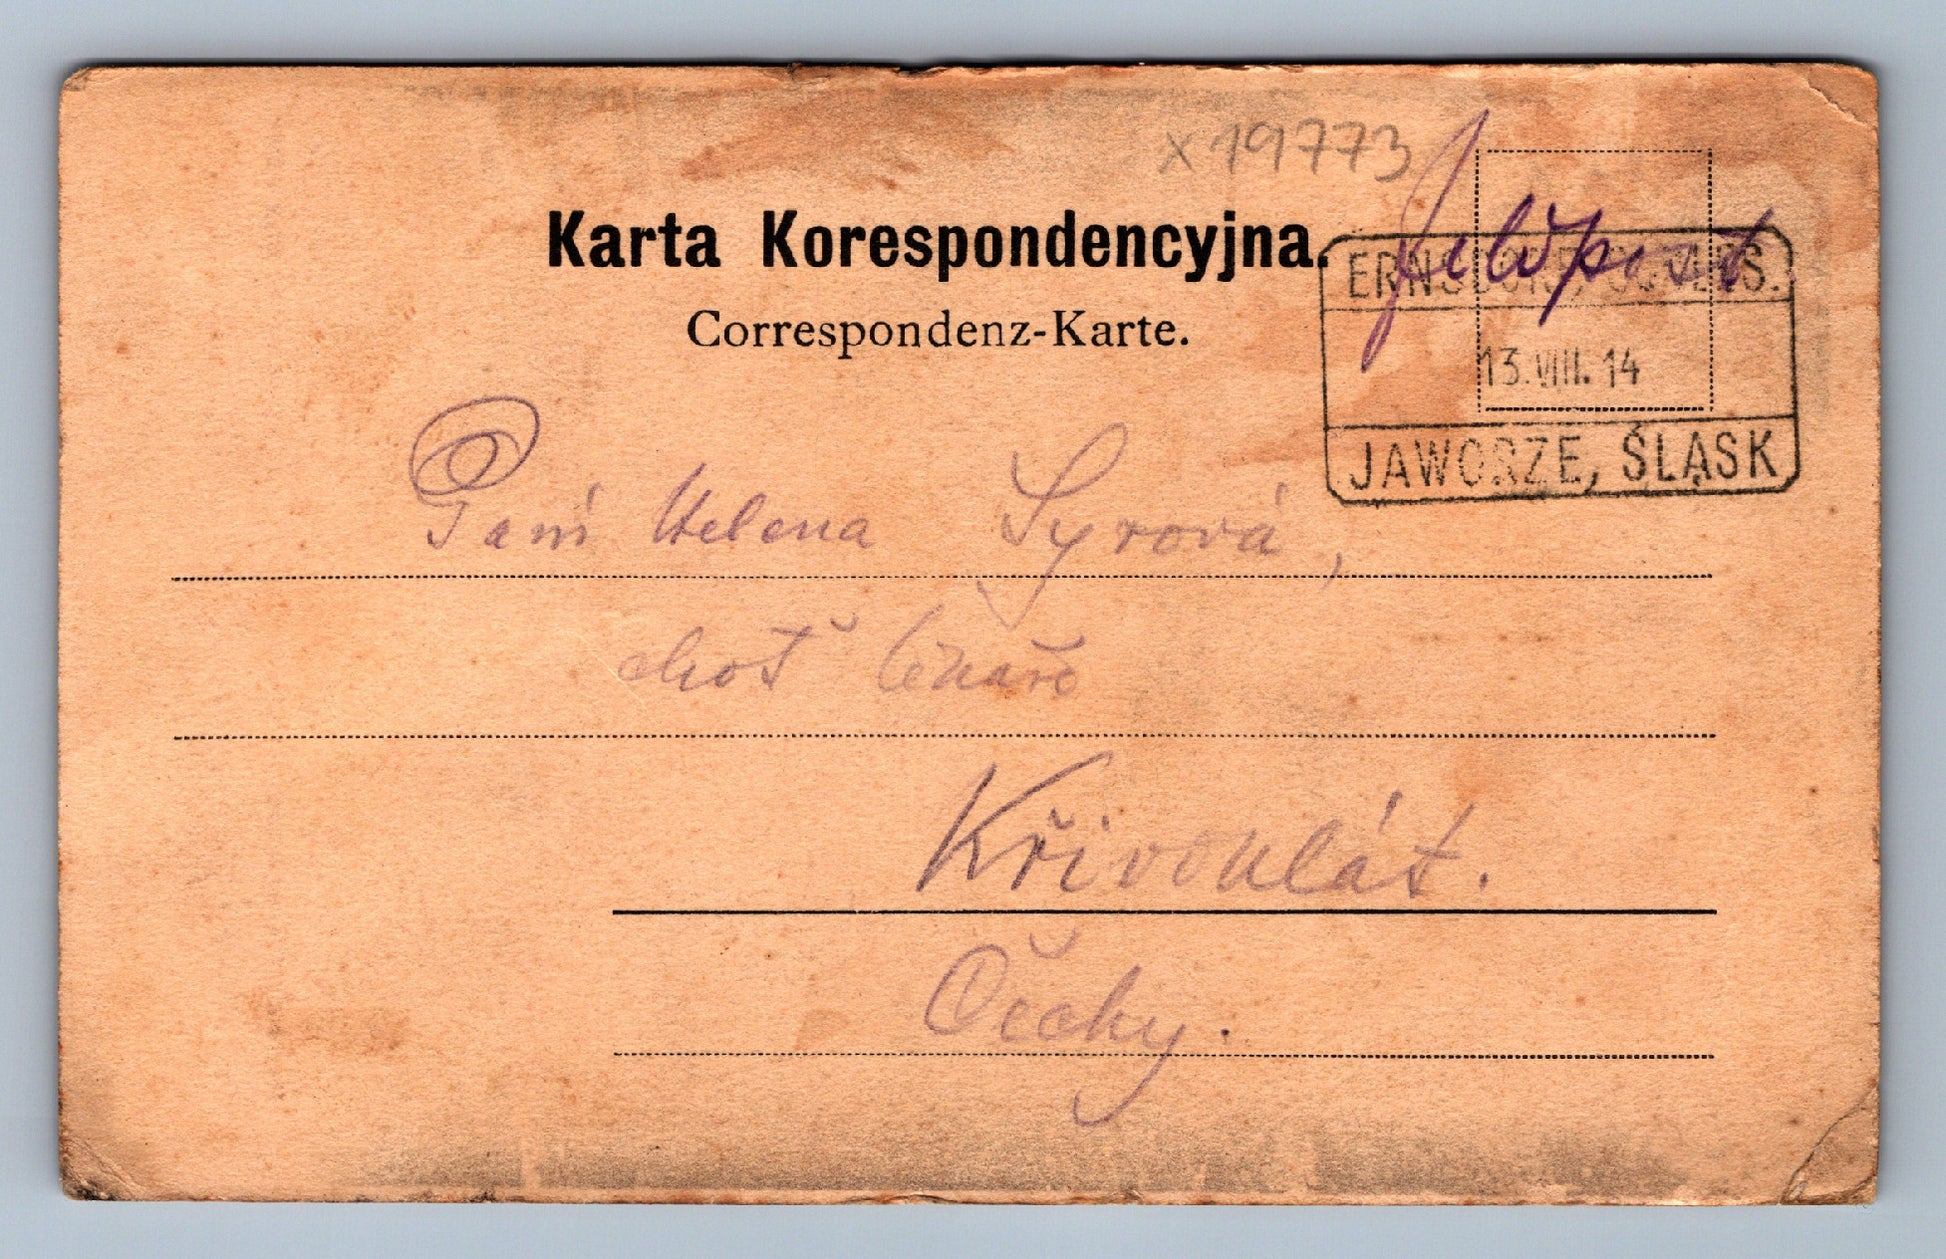 x 19773
Karta Korespondencyjna.
Correspondenz-Karte.
Feldpost
ERNSDORF, SCHLES.
13.VIII.14
JAWORZE, ŚLĄSK
Paní Helena Syrová,
choť lékaře
Křivoklát.
Čechy.